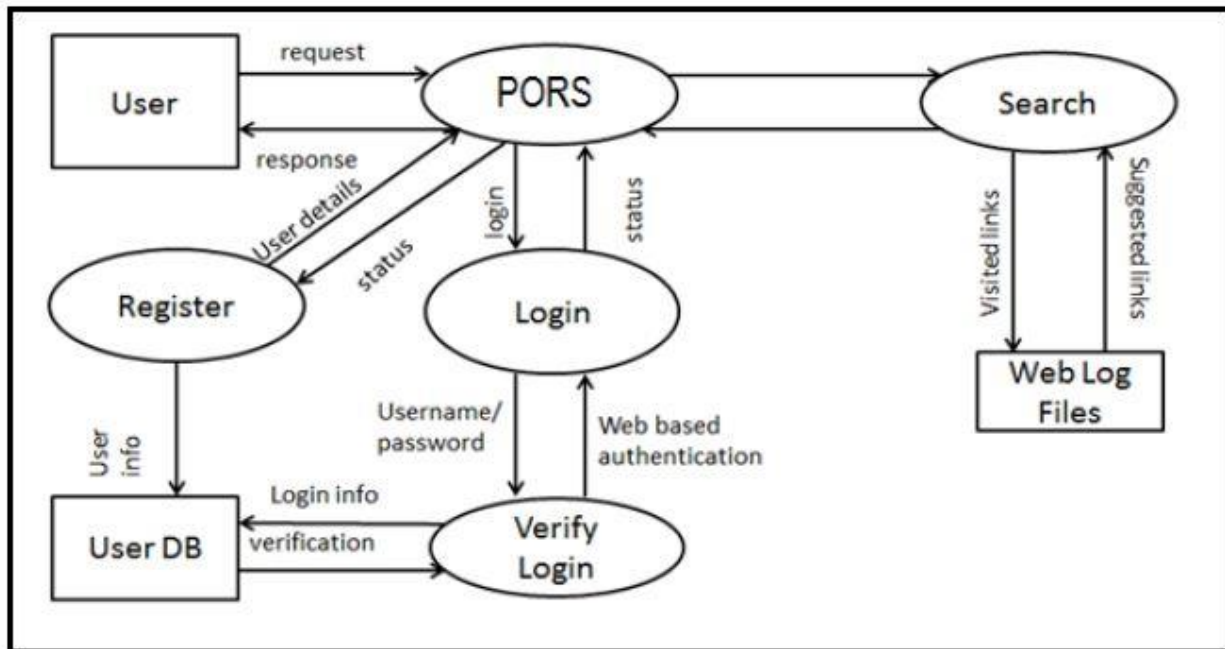 request
User
PORS
Search
response
User details
status
login
status
Visited links
Suggested links
Register
Login
Web Log
Files
Username/
password
Web based
authentication
User
info
Login info
User DB
verification
Verify
Login